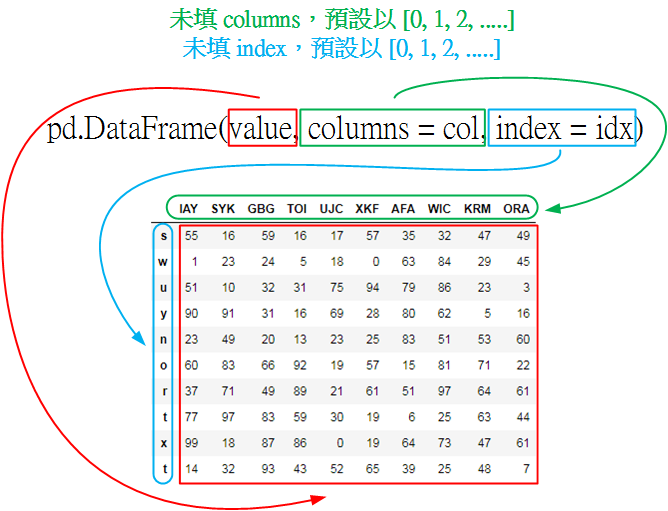 未填 columns，預設以 [0, 1, 2, .....]
未填 index，預設以 [0, 1, 2, .....]
pd.DataFrame(value, columns = col, index = idx)
IAY SYK GBG TOI UJC XKF AFA WIC KRM ORA
s 55 16 59 16 17 57 35 32 47 49
w 1 23 24 5 18 0 63 84 29 45
u 51 10 32 31 75 94 79 86 23 3
y 90 91 31 16 69 28 80 62 5 16
n 23 49 20 13 23 25 83 51 53 60
o 60 83 66 92 19 57 15 81 71 22
r 37 71 49 89 21 61 51 97 64 61
t 77 97 83 59 30 19 6 25 63 44
x 99 18 87 86 0 19 64 73 47 61
t 14 32 93 43 52 65 39 25 48 7